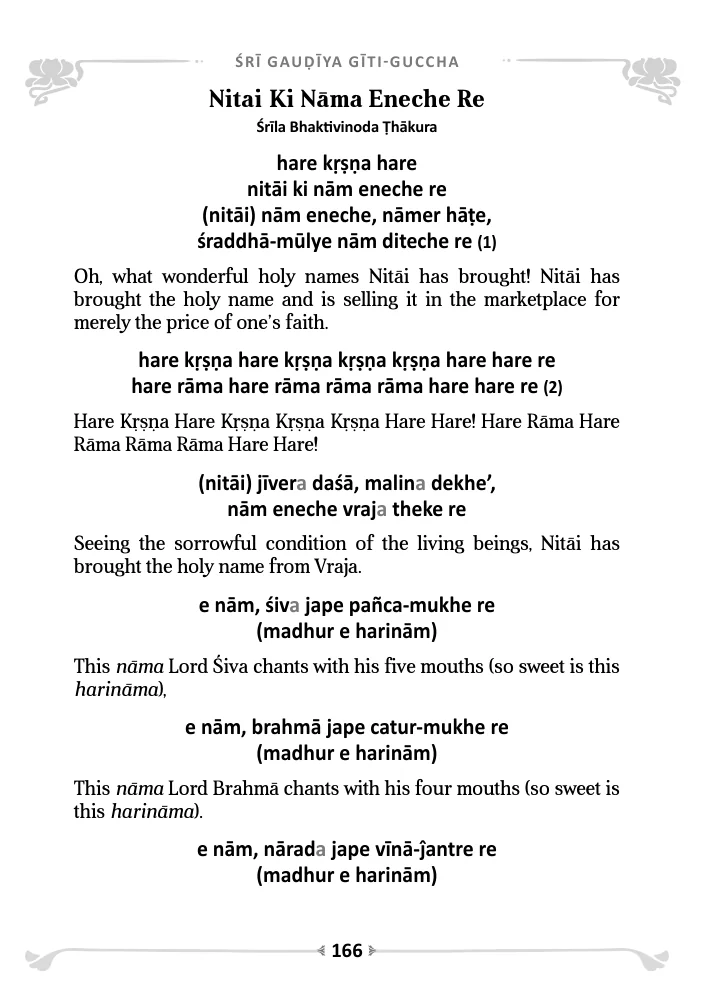 ŚRĪ GAUḌĪYA GĪTI-GUCCHA
Nitai Ki Nāma Eneche Re
Śrīla Bhaktivinoda Ṭhākura
hare kṛṣṇa hare
nitāi ki nām eneche re
(nitāi) nām eneche, nāmer hāṭe,
śraddhā-mūlye nām diteche re (1)
Oh, what wonderful holy names Nitāi has brought! Nitāi has
brought the holy name and is selling it in the marketplace for
merely the price of one’s faith.
hare kṛṣṇa hare kṛṣṇa kṛṣṇa kṛṣṇa hare hare re
hare rāma hare rāma rāma rāma hare hare re (2)
Hare Kṛṣṇa Hare Kṛṣṇa Kṛṣṇa Kṛṣṇa Hare Hare! Hare Rāma Hare
Rāma Rāma Rāma Hare Hare!
(nitāi) jīvera daśā, malina dekhe’,
nām eneche vraja theke re
Seeing the sorrowful condition of the living beings, Nitāi has
brought the holy name from Vraja.
e nām, śiva jape pañca-mukhe re
(madhur e harinām)
This nāma Lord Śiva chants with his five mouths (so sweet is this
harināma),
e nām, brahmā jape catur-mukhe re
(madhur e harinām)
This nāma Lord Brahmā chants with his four mouths (so sweet is
this harināma).
e nām, nārada jape vīnā-ĵantre re
(madhur e harinām)
166